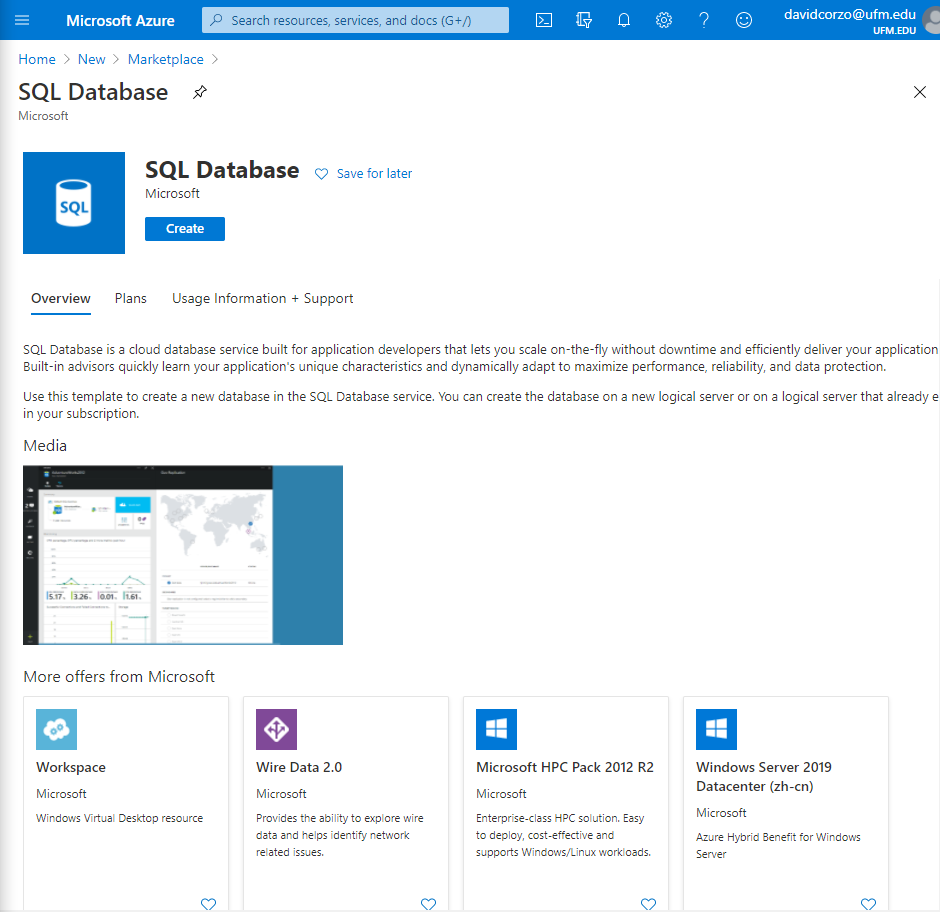 Microsoft Azure
Search resources, services, and docs (G+/)
davidcorzo@ufm.edu
UFM.EDU
Home > New > Marketplace >
SQL Database
Microsoft
SQL
SQL Database
Save for later
Microsoft
Create
Overview Plans Usage Information + Support
SQL Database is a cloud database service built for application developers that lets you scale on-the-fly without downtime and efficiently deliver your application
Built-in advisors quickly learn your application's unique characteristics and dynamically adapt to maximize performance, reliability, and data protection.
Use this template to create a new database in the SQL Database service. You can create the database on a new logical server or on a logical server that already e
in your subscription.
Media
5.17 3.26 0.01 1.61
More offers from Microsoft
Workspace
Microsoft
Windows Virtual Desktop resource
Wire Data 2.0
Microsoft
Provides the ability to explore wire
data and helps identify network
related issues.
Microsoft HPC Pack 2012 R2
Microsoft
Enterprise-class HPC solution. Easy
to deploy, cost-effective and
supports Windows/Linux workloads.
Windows Server 2019
Datacenter (zh-cn)
Microsoft
Azure Hybrid Benefit for Windows
Server